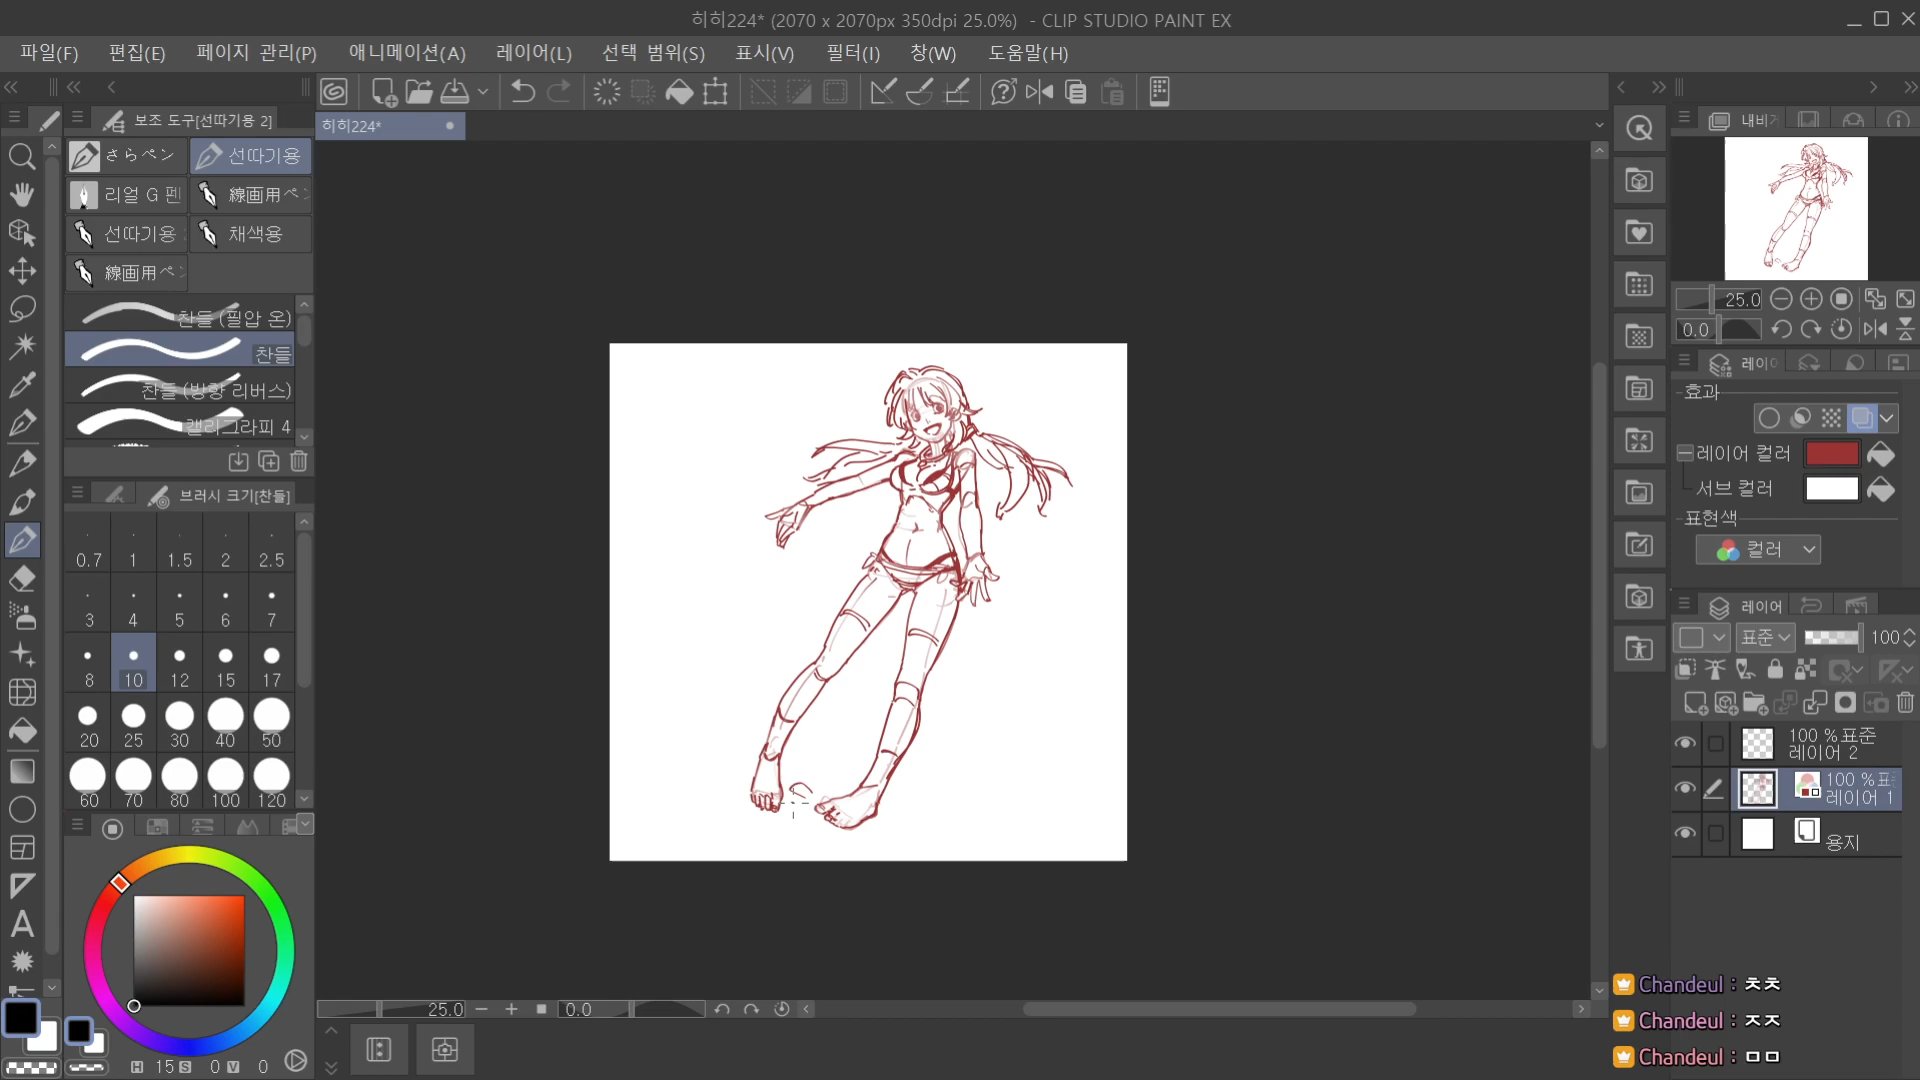 히히224* (2070 x 2070px 350dpi 25.0%) - CLIP STUDIO PAINT EX
파일(F) 편집(E) 페이지 관리(P) 애니메이션(A) 레이어(L) 선택 범위(S) 표시(V) 필터(I) 창(W) 도움말(H)
보조 도구[선따기용 2]
히히224*
さらペン 선따기용
리얼 G 펜 線画用ペ
선따기용 채색용
線画用ペ
찬들 (필압 온)
찬들
찬들 (방향 리버스)
캘리그라피 4
브러시 크기[찬들]
0.7 1 1.5 2 2.5
3 4 5 6 7
8 10 12 15 17
20 25 30 40 50
60 70 80 100 120
H 15 S 0 V 0
25.0 0.0
내비
25.0
0.0
레이
효과
레이어 컬러
서브 컬러
표현색
컬러
레이어
표준 100
100 %표준
레이어 2
100 %표
레이어 1
용지
Chandeul : ㅊㅊ
Chandeul : ㅈㅈ
Chandeul : ㅁㅁ